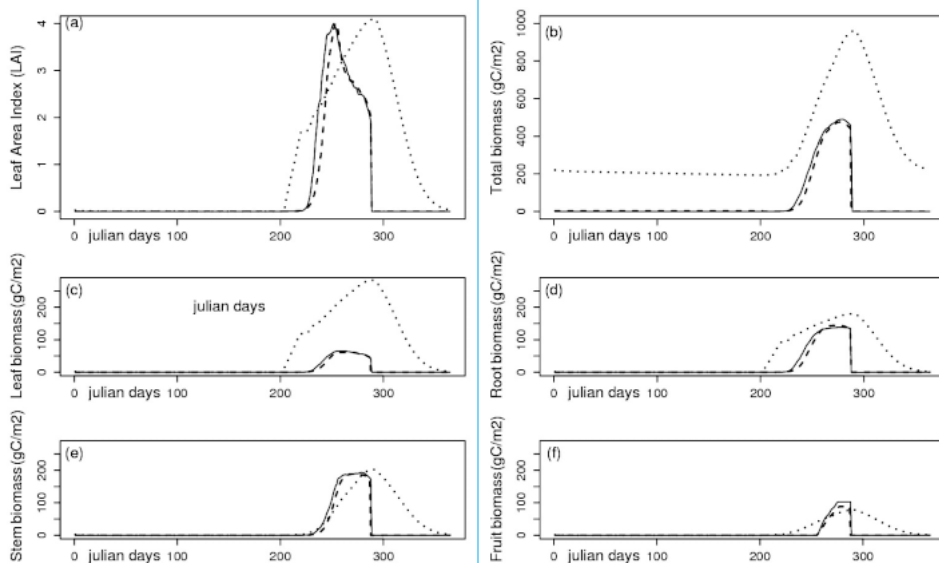 (a)
Leaf Area Index (LAI)
4
3
2
1
0
0 julian days 100 200 300
(b)
Total biomass (gC/m2)
1000
800
600
400
200
0
0 julian days 100 200 300
(c)
Leaf biomass(gC/m2)
200
100
0
julian days
0 julian days 100 200 300
(d)
Root biomass(gC/m2)
200
100
0
0 julian days 100 200 300
(e)
Stem biomass(gC/m2)
200
100
0
0 julian days 100 200 300
(f)
Fruit biomass(gC/m2)
200
100
0
0 julian days 100 200 300